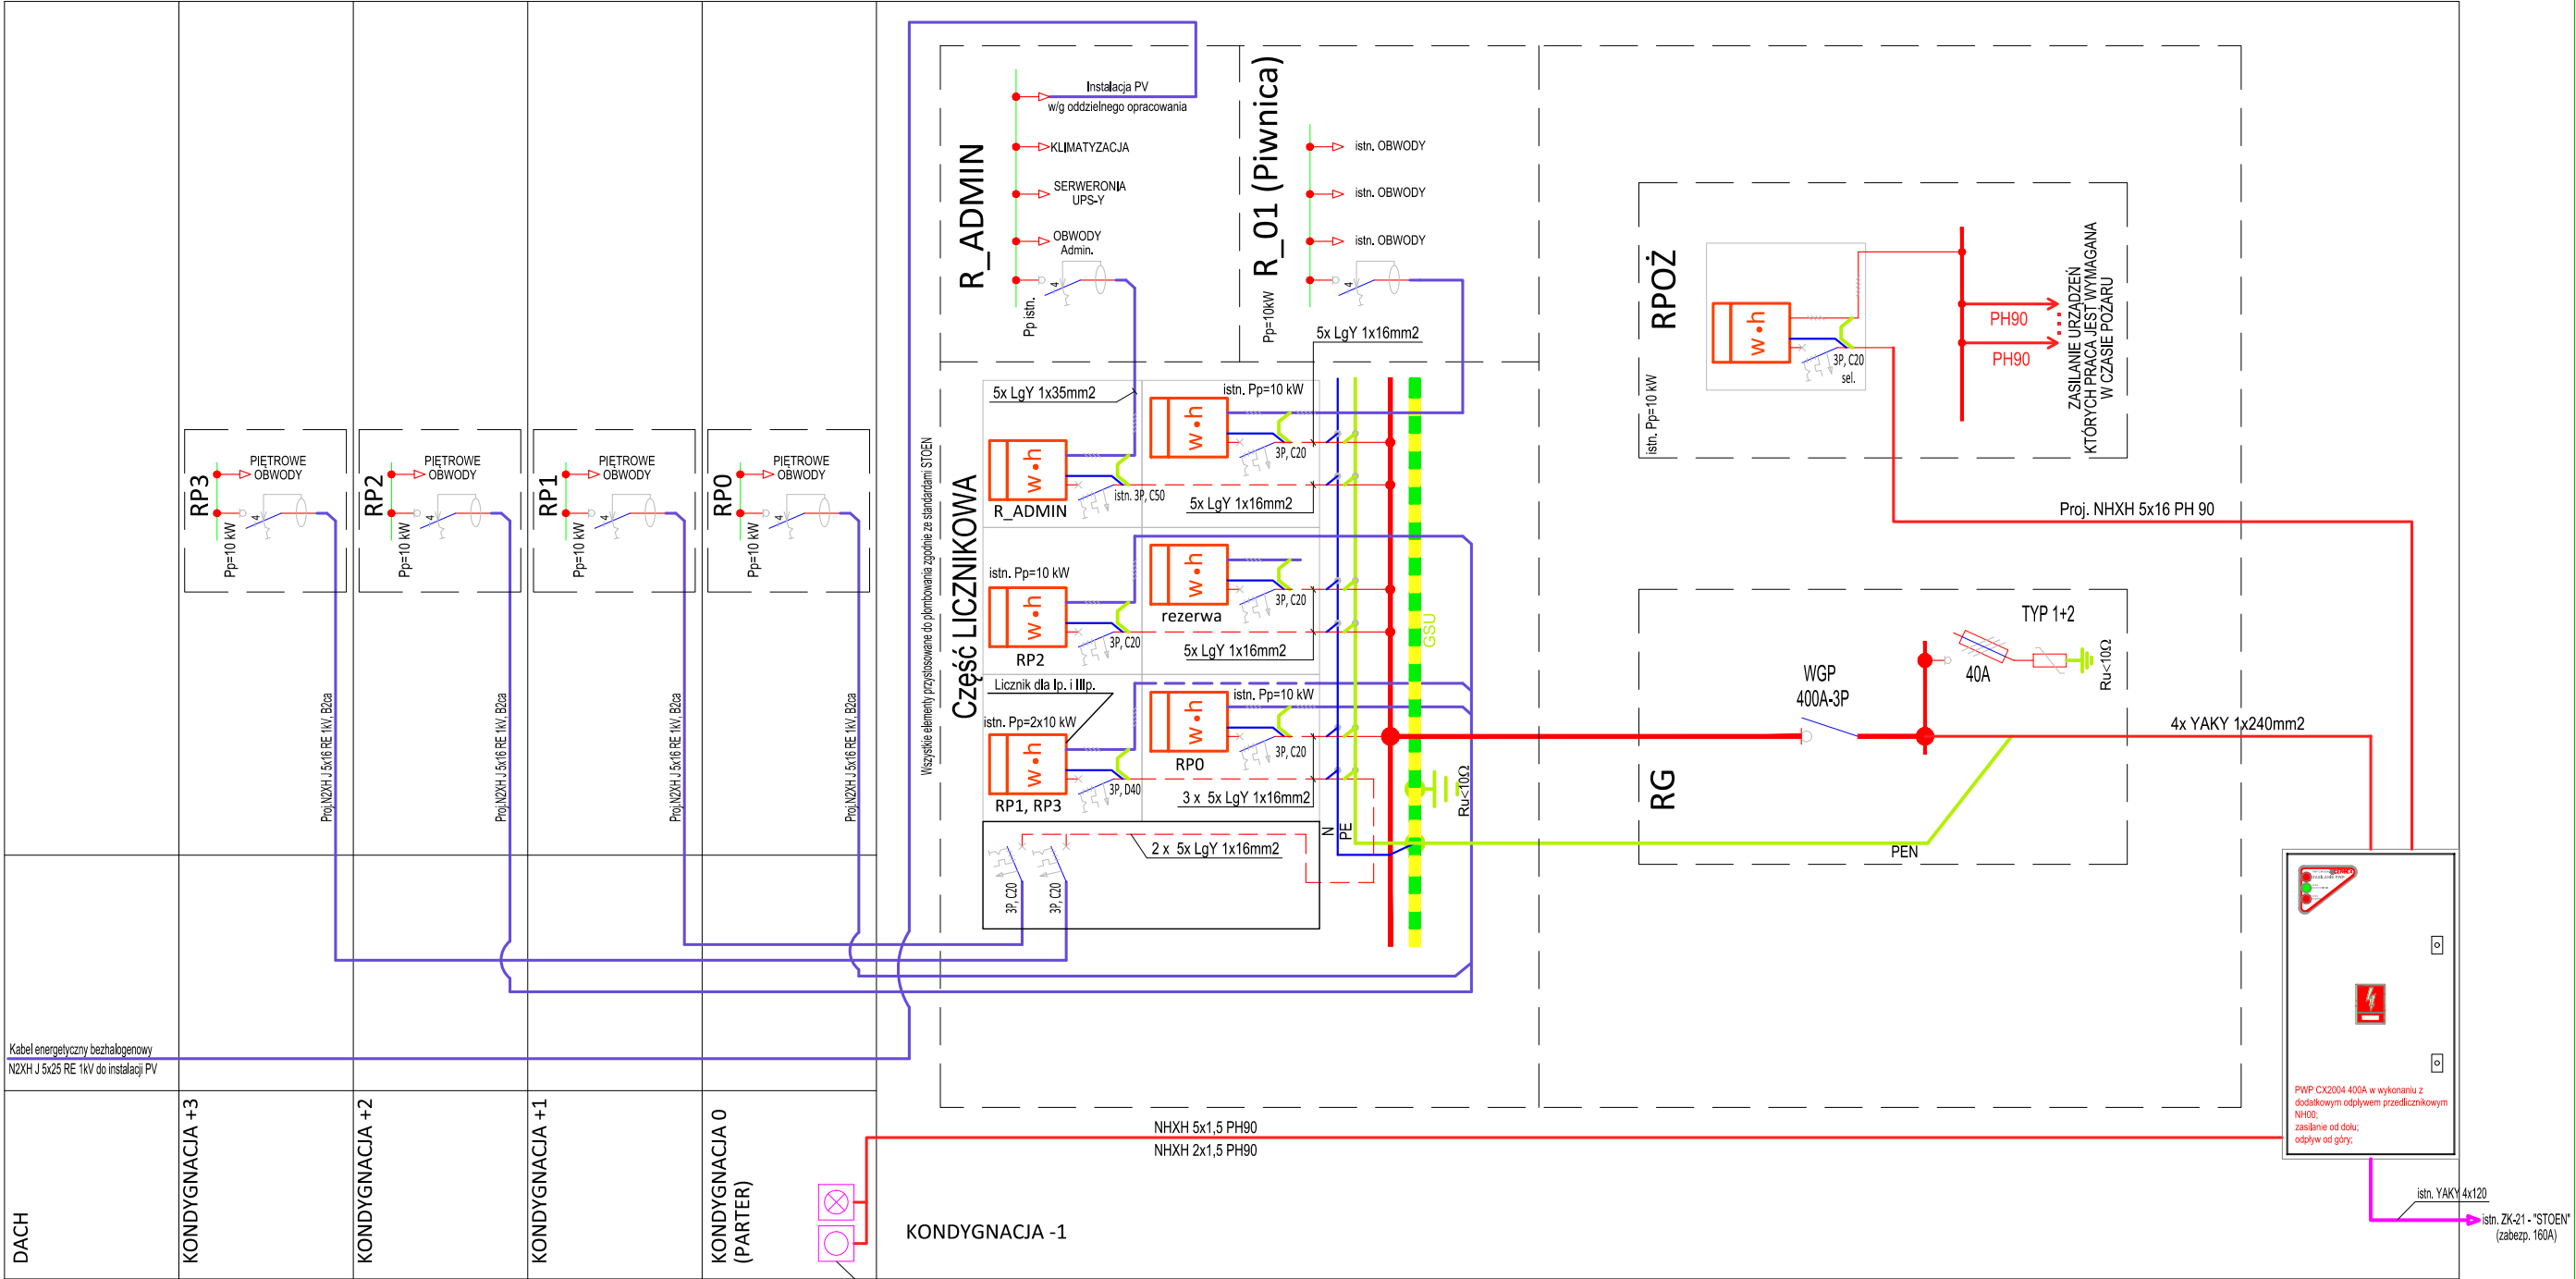 DACH
Kabel energetyczny bezhalogenowy
N2XH J 5x25 RE 1kV do instalacji PV
KONDYGNACJA +3
RP3
PIĘTROWE
OBWODY
4
Pp=10 kW
Proj.N2XH J 5x16 RE 1kV, B2ca
KONDYGNACJA +2
RP2
PIĘTROWE
OBWODY
4
Pp=10 kW
Proj.N2XH J 5x16 RE 1kV, B2ca
KONDYGNACJA +1
RP1
PIĘTROWE
OBWODY
4
Pp=10 kW
Proj.N2XH J 5x16 RE 1kV, B2ca
KONDYGNACJA 0
(PARTER)
RP0
PIĘTROWE
OBWODY
4
Pp=10 kW
Proj.N2XH J 5x16 RE 1kV, B2ca
KONDYGNACJA -1
R_ADMIN
Instalacja PV
w/g oddzielnego opracowania
KLIMATYZACJA
SERWERONIA
UPS-Y
OBWODY
Admin.
4
Pp istn.
R_01 (Piwnica)
istn. OBWODY
istn. OBWODY
istn. OBWODY
4
Pp=10kW
5x LgY 1x16mm2
Wszystkie elementy przystosowane do plombowania zgodnie ze standardami STOEN
Część LICZNIKOWA
5x LgY 1x35mm2
istn. Pp=10 kW
w•h
3P, C20
w•h
istn. 3P, C50
R_ADMIN
5x LgY 1x16mm2
istn. Pp=10 kW
w•h
rezerwa
3P, C20
w•h
3P, C20
RP2
5x LgY 1x16mm2
Licznik dla Ip. i IIIp.
istn. Pp=10 kW
istn. Pp=2x10 kW
w•h
3P, C20
RP0
w•h
3P, D40
RP1, RP3
3 x 5x LgY 1x16mm2
2 x 5x LgY 1x16mm2
3P, C20
3P, C20
N
PE
GSU
Ru<10Ω
RPOŻ
w•h
3P, C20
sel.
istn. Pp=10 kW
PH90
PH90
ZASILANIE URZĄDZEŃ
KTÓRYCH PRACA JEST WYMAGANA
W CZASIE POŻARU
Proj. NHXH 5x16 PH 90
RG
WGP
400A-3P
TYP 1+2
40A
Ru<10Ω
4x YAKY 1x240mm2
PEN
PWP CX2004 400A w wykonaniu z
dodatkowym odpływem przedlicznikowym
NH00;
zasilanie od dołu;
odpływ od góry;
NHXH 5x1,5 PH90
NHXH 2x1,5 PH90
istn. YAKY 4x120
istn. ZK-21 - "STOEN"
(zabezp. 160A)